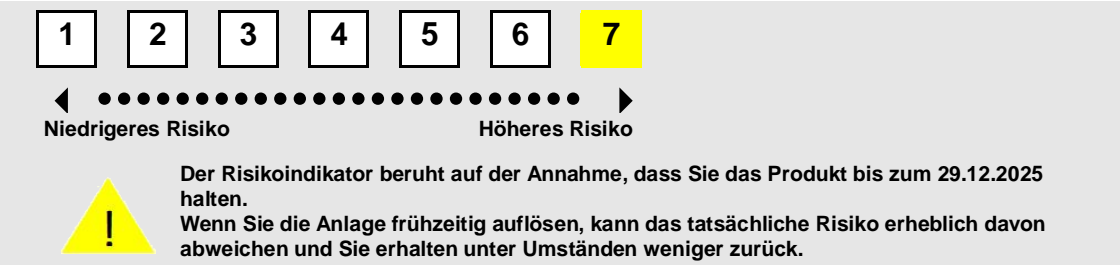 1 2 3 4 5 6 7
Niedrigeres Risiko Höheres Risiko
!
Der Risikoindikator beruht auf der Annahme, dass Sie das Produkt bis zum 29.12.2025
halten.
Wenn Sie die Anlage frühzeitig auflösen, kann das tatsächliche Risiko erheblich davon
abweichen und Sie erhalten unter Umständen weniger zurück.